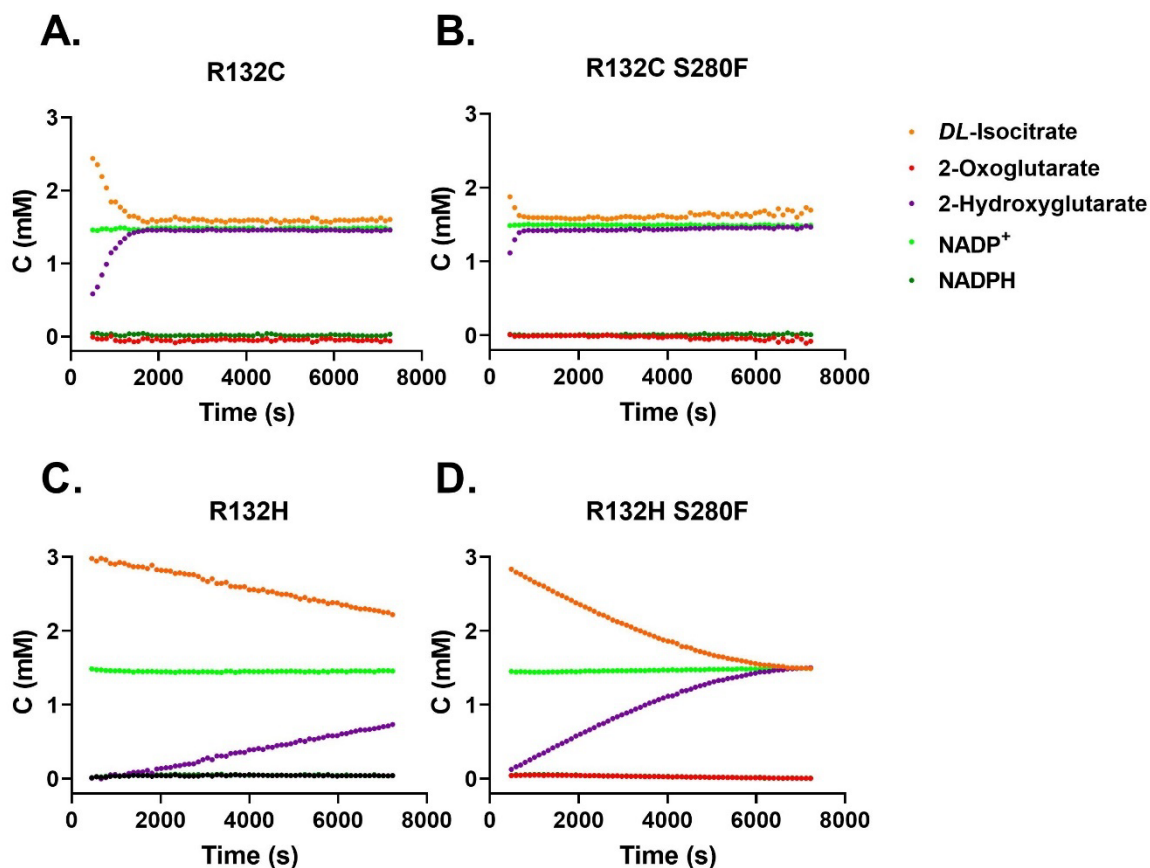 A.
R132C
C (mM)
3
2
1
0
0 2000 4000 6000 8000
Time (s)
B.
R132C S280F
C (mM)
3
2
1
0
0 2000 4000 6000 8000
Time (s)
DL-Isocitrate
2-Oxoglutarate
2-Hydroxyglutarate
NADP+
NADPH
C.
R132H
C (mM)
3
2
1
0
0 2000 4000 6000 8000
Time (s)
D.
R132H S280F
C (mM)
3
2
1
0
0 2000 4000 6000 8000
Time (s)